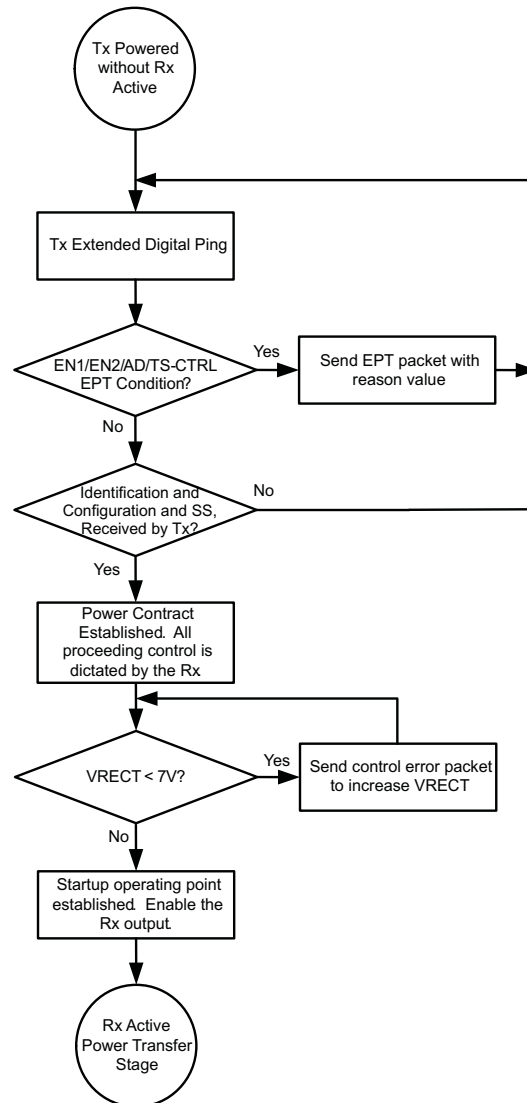 Tx Powered
without Rx
Active
Tx Extended Digital Ping
EN1/EN2/AD/TS-CTRL
EPT Condition?
Yes
Send EPT packet with
reason value
No
Identification and
Configuration and SS,
Received by Tx?
No
Yes
Power Contract
Established. All
proceeding control is
dictated by the Rx
VRECT < 7V?
Yes
Send control error packet
to increase VRECT
No
Startup operating point
established. Enable the
Rx output.
Rx Active
Power Transfer
Stage